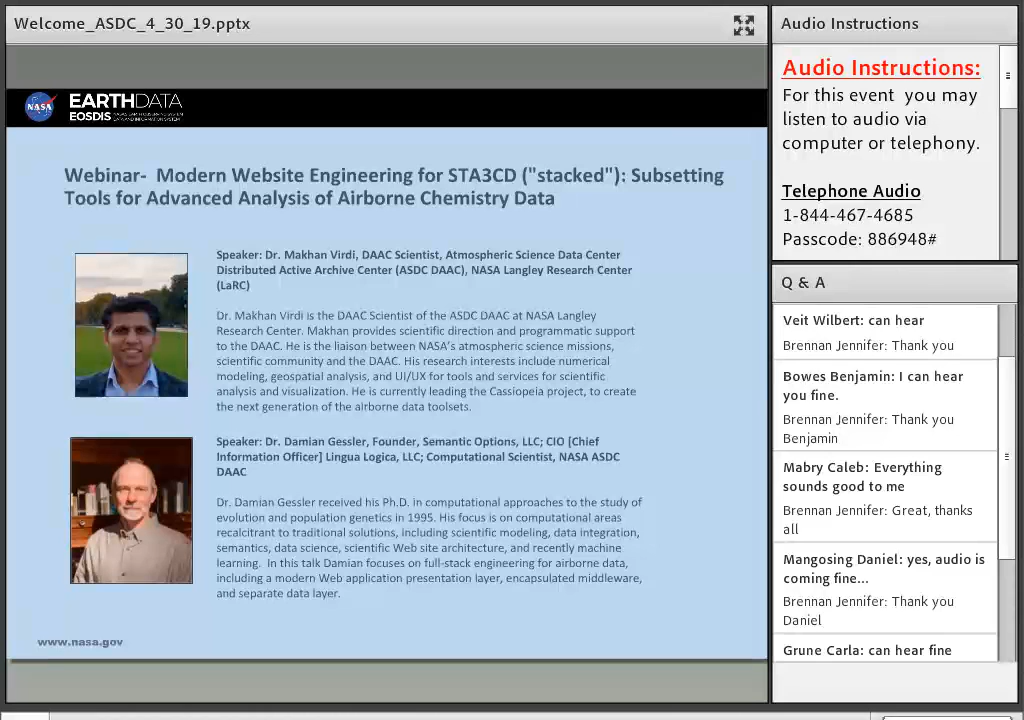 Welcome_ASDC_4_30_19.pptx
NASA
EARTHDATA
EOSDIS
Webinar-  Modern Website Engineering for STA3CD ("stacked"): Subsetting
Tools for Advanced Analysis of Airborne Chemistry Data
Speaker: Dr. Makhan Virdi, DAAC Scientist, Atmospheric Science Data Center
Distributed Active Archive Center (ASDC DAAC), NASA Langley Research Center
(LaRC)
Dr. Makhan Virdi is the DAAC Scientist of the ASDC DAAC at NASA Langley
Research Center. Makhan provides scientific direction and programmatic support
to the DAAC. He is the liaison between NASA's atmospheric science missions,
scientific community and the DAAC. His research interests include numerical
modeling, geospatial analysis, and UI/UX for tools and services for scientific
analysis and visualization. He is currently leading the Cassiopeia project, to create
the next generation of the airborne data toolsets.
Speaker: Dr. Damian Gessler, Founder, Semantic Options, LLC; CIO [Chief
Information Officer] Lingua Logica, LLC; Computational Scientist, NASA ASDC
DAAC
Dr. Damian Gessler received his Ph.D. in computational approaches to the study of
evolution and population genetics in 1995. His focus is on computational areas
recalcitrant to traditional solutions, including scientific modeling, data integration,
semantics, data science, scientific Web site architecture, and recently machine
learning.  In this talk Damian focuses on full-stack engineering for airborne data,
including a modern Web application presentation layer, encapsulated middleware,
and separate data layer.
www.nasa.gov
Audio Instructions
Audio Instructions:
For this event  you may
listen to audio via
computer or telephony.
Telephone Audio
1-844-467-4685
Passcode: 886948#
Q & A
Veit Wilbert: can hear
Brennan Jennifer: Thank you
Bowes Benjamin: I can hear
you fine.
Brennan Jennifer: Thank you
Benjamin
Mabry Caleb: Everything
sounds good to me
Brennan Jennifer: Great, thanks
all
Mangosing Daniel: yes, audio is
coming fine...
Brennan Jennifer: Thank you
Daniel
Grune Carla: can hear fine